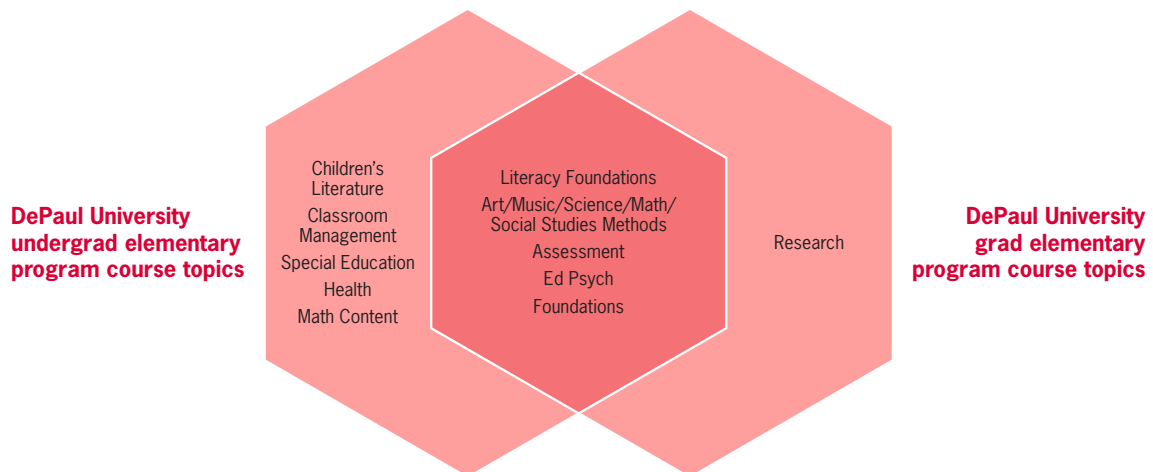 DePaul University
undergrad elementary
program course topics
Children's
Literature
Classroom
Management
Special Education
Health
Math Content
Literacy Foundations
Art/Music/Science/Math/
Social Studies Methods
Assessment
Ed Psych
Foundations
Research
DePaul University
grad elementary
program course topics